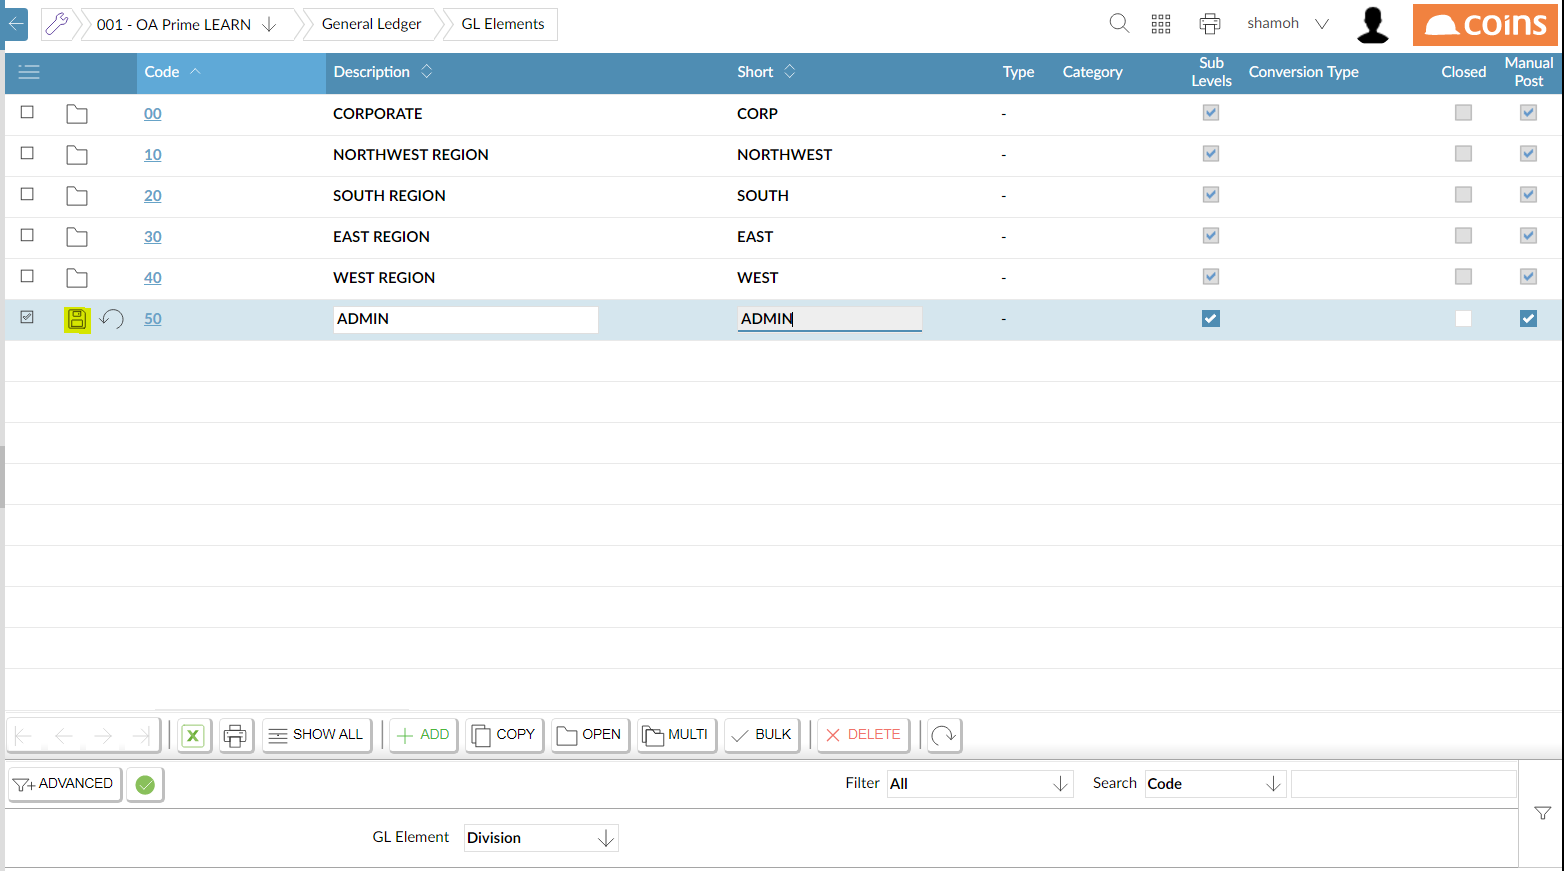 001 - OA Prime LEARN General Ledger GL Elements shamoh coins
Code Description Short Type Category Sub Levels Conversion Type Closed Manual Post
00 CORPORATE CORP -
10 NORTHWEST REGION NORTHWEST -
20 SOUTH REGION SOUTH -
30 EAST REGION EAST -
40 WEST REGION WEST -
50 ADMIN ADMIN -
SHOW ALL ADD COPY OPEN MULTI BULK DELETE
ADVANCED Filter All Search Code
GL Element Division